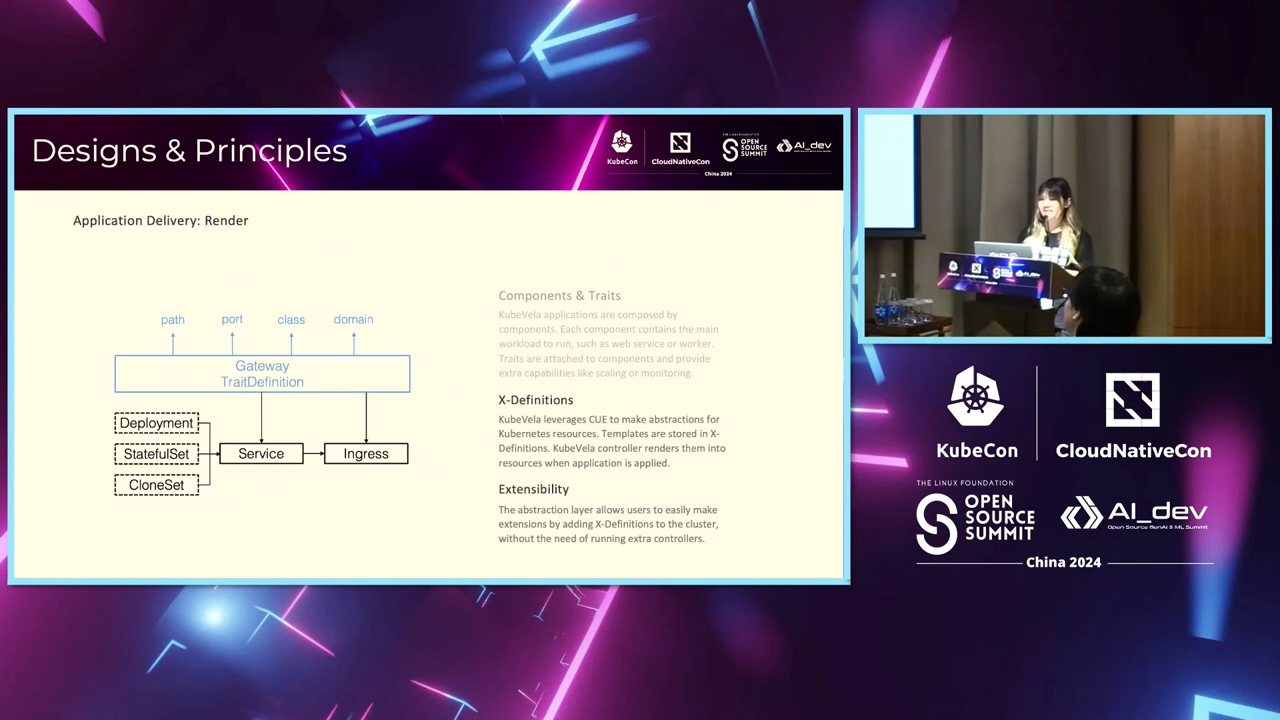 Designs & Principles
KubeCon
CloudNativeCon
THE LINUX FOUNDATION
OPEN
SOURCE
SUMMIT
AI_dev
China 2024
Application Delivery: Render
path
port
class
domain
Gateway
TraitDefinition
Deployment
StatefulSet
CloneSet
Service
Ingress
Components & Traits
KubeVela applications are composed by
components. Each component contains the main
workload to run, such as web service or worker.
Traits are attached to components and provide
extra capabilities like scaling or monitoring.
X-Definitions
KubeVela leverages CUE to make abstractions for
Kubernetes resources. Templates are stored in X-
Definitions. KubeVela controller renders them into
resources when application is applied.
Extensibility
The abstraction layer allows users to easily make
extensions by adding X-Definitions to the cluster,
without the need of running extra controllers.
KubeCon
CloudNativeCon
THE LINUX FOUNDATION
OPEN
SOURCE
SUMMIT
AI_dev
Open Source GenAI & ML Summit
China 2024